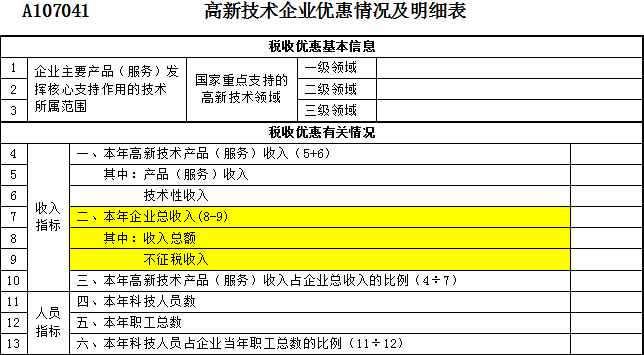 A107041 高新技术企业优惠情况及明细表
税收优惠基本信息
1 企业主要产品（服务）发 国家重点支持的 一级领域
2 挥核心支持作用的技术 高新技术领域 二级领域
3 所属范围 三级领域
税收优惠有关情况
4 一、本年高新技术产品（服务）收入（5+6）
5 其中：产品（服务）收入
6 收入 技术性收入
7 指标 二、本年企业总收入(8-9)
8 其中：收入总额
9 不征税收入
10 三、本年高新技术产品（服务）收入占企业总收入的比例（4÷7）
11 人员 四、本年科技人员数
12 指标 五、本年职工总数
13 六、本年科技人员占企业当年职工总数的比例（11÷12）